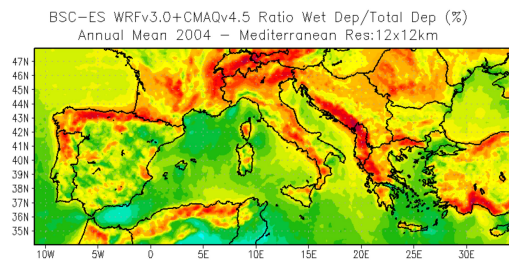 BSC-ES WRFv3.0+CMAQv4.5 Ratio Wet Dep/Total Dep (%)
Annual Mean 2004 - Mediterranean Res:12x12km
47N
46N
45N
44N
43N
42N
41N
40N
39N
38N
37N
36N
35N
10W 5W 0 5E 10E 15E 20E 25E 30E